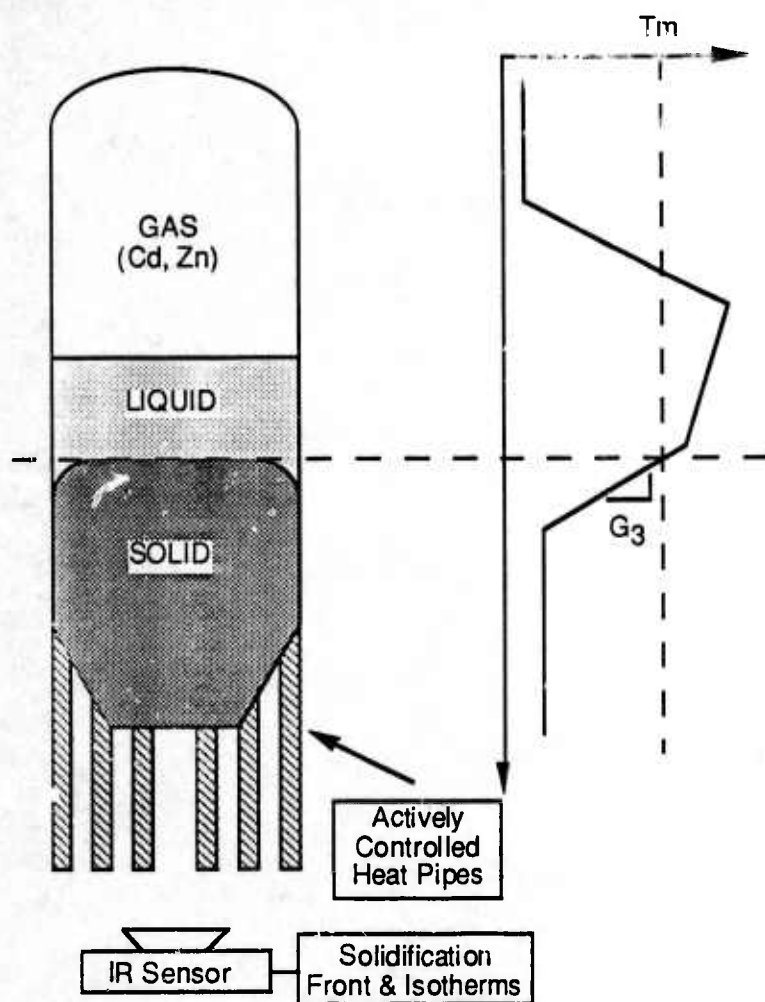 Tm
GAS
(Cd, Zn)
LIQUID
SOLID
G3
Actively
Controlled
Heat Pipes
IR Sensor
Solidification
Front & Isotherms